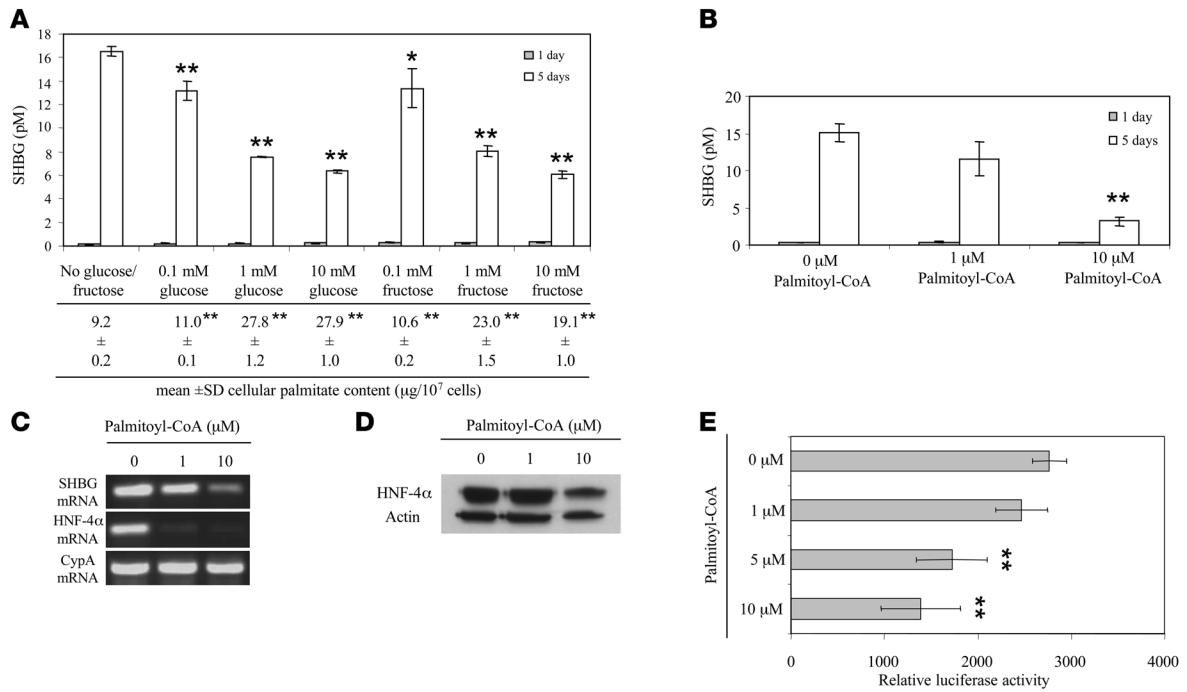 A
18
16
14
12
10
8
6
4
2
0
SHBG (pM)
1 day
5 days
**
**
**
*
**
**
No glucose/ 0.1 mM 1 mM 10 mM 0.1 mM 1 mM 10 mM
fructose glucose glucose glucose fructose fructose fructose
9.2 11.0** 27.8** 27.9** 10.6** 23.0** 19.1**
± ± ± ± ± ± ±
0.2 0.1 1.2 1.0 0.2 1.5 1.0
mean ±SD cellular palmitate content (μg/10⁷ cells)
B
20
15
10
5
0
SHBG (pM)
1 day
5 days
**
0 μM 1 μM 10 μM
Palmitoyl-CoA Palmitoyl-CoA Palmitoyl-CoA
C
Palmitoyl-CoA (μM)
0 1 10
SHBG
mRNA
HNF-4α
mRNA
CypA
mRNA
D
Palmitoyl-CoA (μM)
0 1 10
HNF-4α
Actin
E
Palmitoyl-CoA
0 μM
1 μM
5 μM
**
10 μM
**
0 1000 2000 3000 4000
Relative luciferase activity